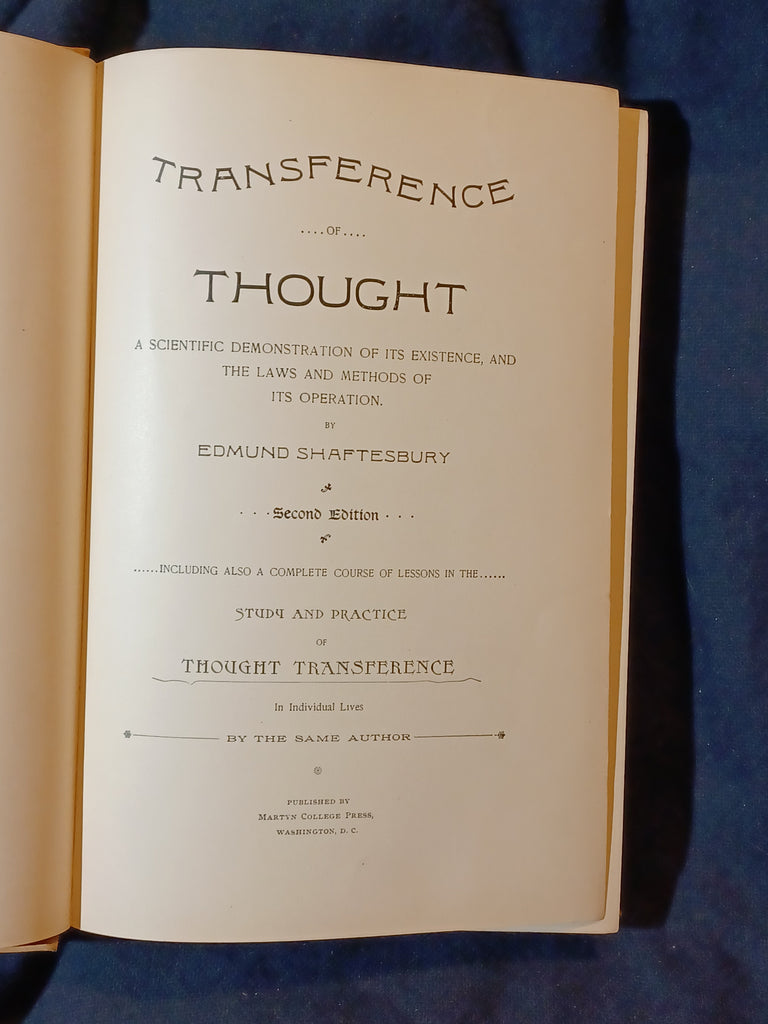 TRANSFERENCE
....OF....
THOUGHT
A SCIENTIFIC DEMONSTRATION OF ITS EXISTENCE, AND
THE LAWS AND METHODS OF
ITS OPERATION.
BY
EDMUND SHAFTESBURY
· · ·Second Edition · · ·
......INCLUDING ALSO A COMPLETE COURSE OF LESSONS IN THE......
STUDY AND PRACTICE
OF
THOUGHT TRANSFERENCE
In Individual Lives
BY THE SAME AUTHOR
PUBLISHED BY
MARTYN COLLEGE PRESS,
WASHINGTON, D. C.